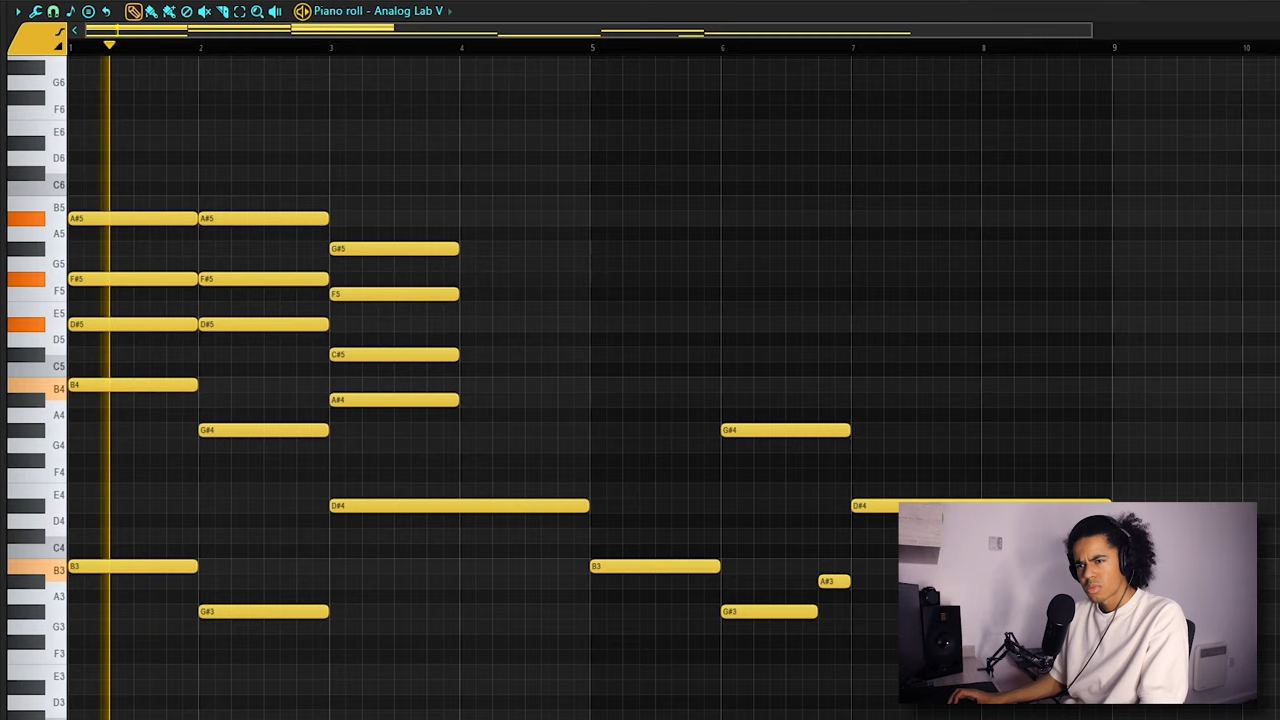 Piano roll - Analog Lab V
1 2 3 4 5 6 7 8 9 10
G6
F6
E6
D6
C6
B5
A#5 A#5
A5
G#5
G5
F#5 F#5
F5
F5
E5
D#5 D#5
D5
C#5
C5
B4
B4
A#4
A4
G#4 G#4
G4
F4
E4
D#4 D#4
D4
C4
B3 B3
B3
A#3
A3
G#3 G#3
G3
F3
E3
D3